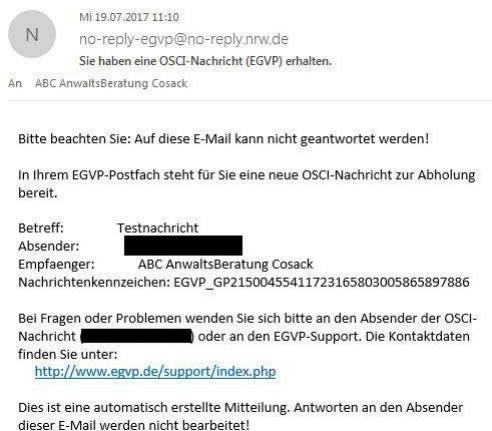 N
Mi 19.07.2017 11:10
no-reply-egvp@no-reply.nrw.de
Sie haben eine OSCI-Nachricht (EGVP) erhalten.
An ABC AnwaltsBeratung Cosack
Bitte beachten Sie: Auf diese E-Mail kann nicht geantwortet werden!
In Ihrem EGVP-Postfach steht für Sie eine neue OSCI-Nachricht zur Abholung
bereit.
Betreff: Testnachricht
Absender:
Empfaenger: ABC AnwaltsBeratung Cosack
Nachrichtenkennzeichen: EGVP_GP21500455411723165803005865897886
Bei Fragen oder Problemen wenden Sie sich bitte an den Absender der OSCI-
Nachricht ( ) oder an den EGVP-Support. Die Kontaktdaten
finden Sie unter:
http://www.egvp.de/support/index.php
Dies ist eine automatisch erstellte Mitteilung. Antworten an den Absender
dieser E-Mail werden nicht bearbeitet!